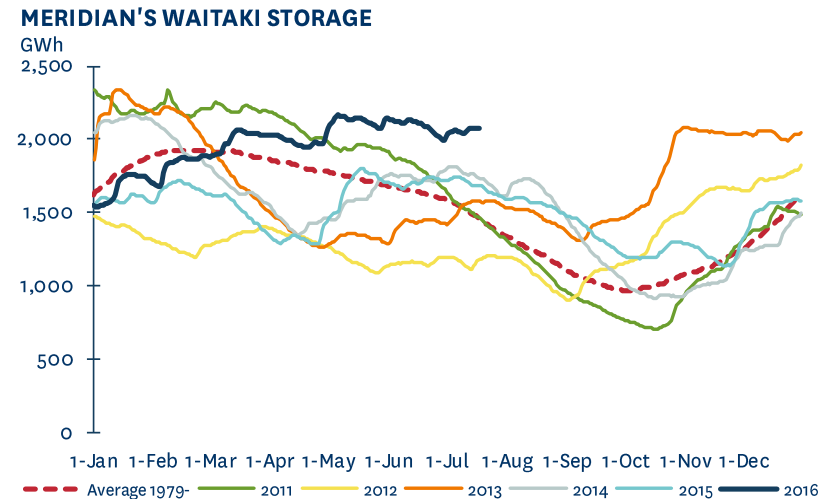 MERIDIAN'S WAITAKI STORAGE
GWh
2,500
2,000
1,500
1,000
500
0
1-Jan 1-Feb 1-Mar 1-Apr 1-May 1-Jun 1-Jul 1-Aug 1-Sep 1-Oct 1-Nov 1-Dec
Average 1979- 2011 2012 2013 2014 2015 2016